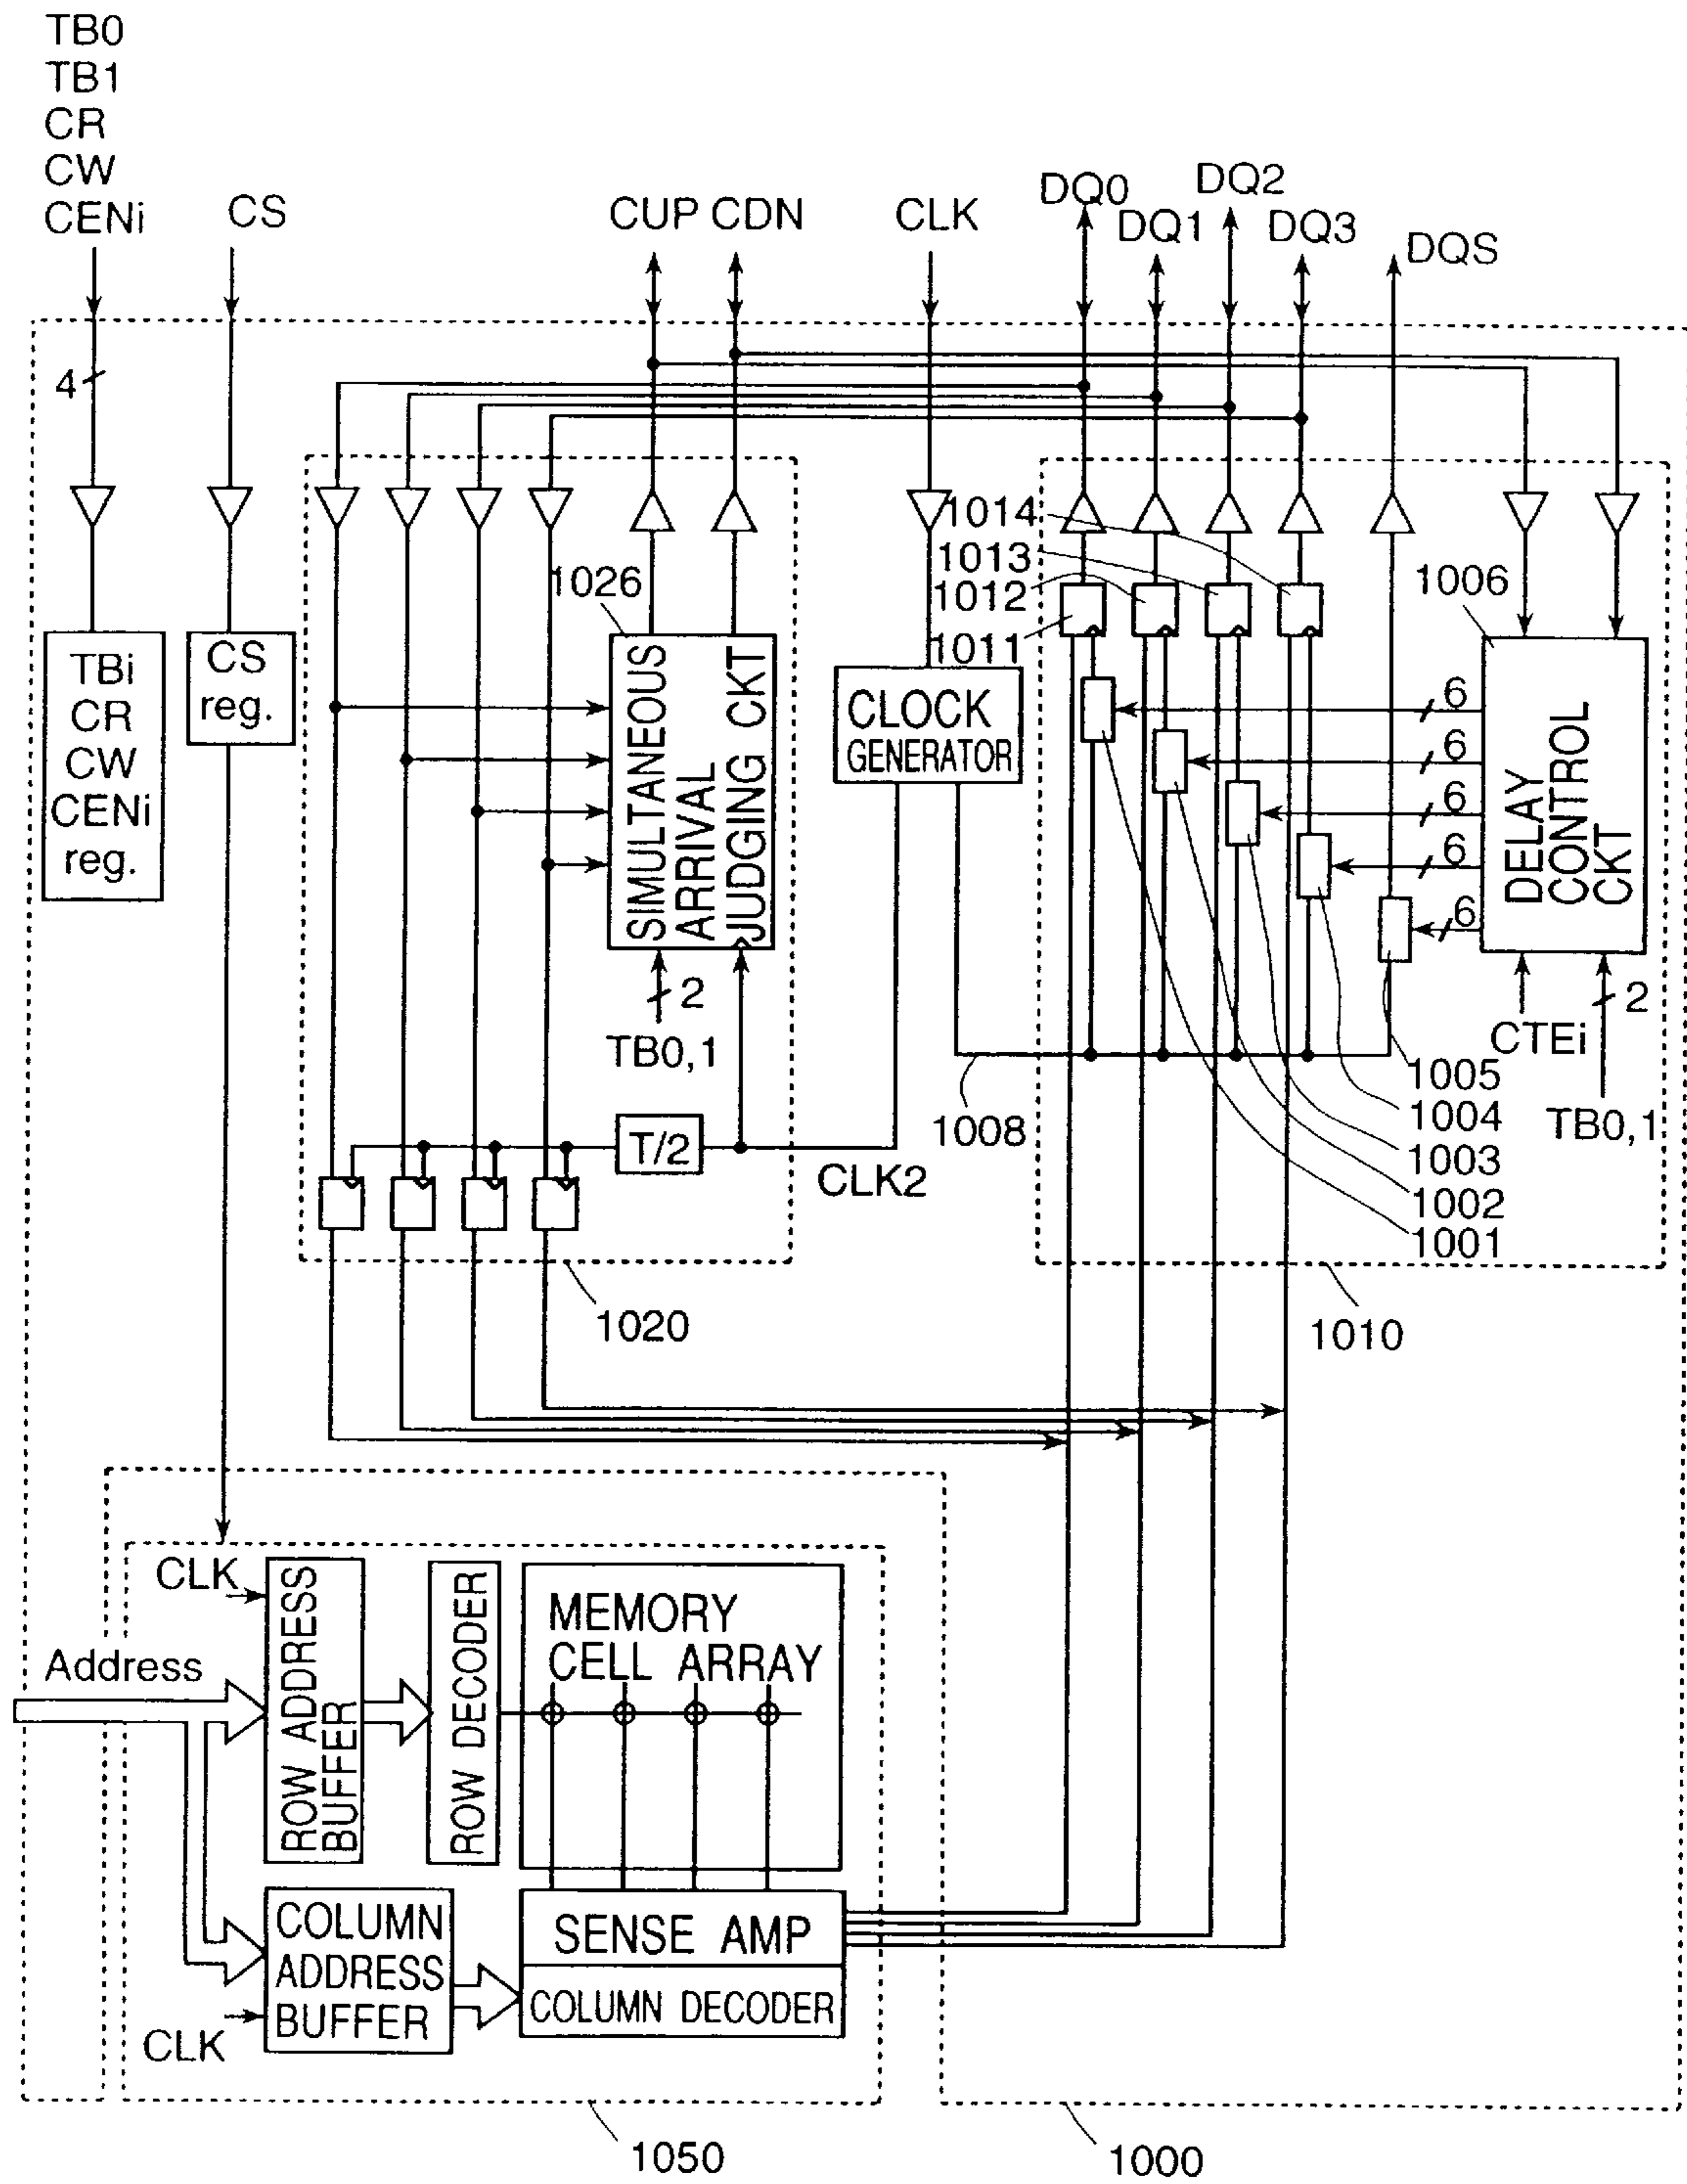 TB0
TB1
CR
CW
CENi
CS
CUP CDN
CLK
DQ0
DQ1
DQ2
DQ3
DQS
4
1014
1013
1012
1011
1026
1006
TBi
CR
CW
CENi
reg.
CS
reg.
SIMULTANEOUS
ARRIVAL
JUDGING CKT
CLOCK
GENERATOR
6
6
6
6
6
DELAY
CONTROL
CKT
2
TB0,1
CTEi
2
TB0,1
1005
1004
1003
1002
1001
1008
T/2
CLK2
1020
1010
CLK
Address
ROW ADDRESS
BUFFER
ROW DECODER
MEMORY
CELL ARRAY
COLUMN
ADDRESS
BUFFER
CLK
SENSE AMP
COLUMN DECODER
1050
1000